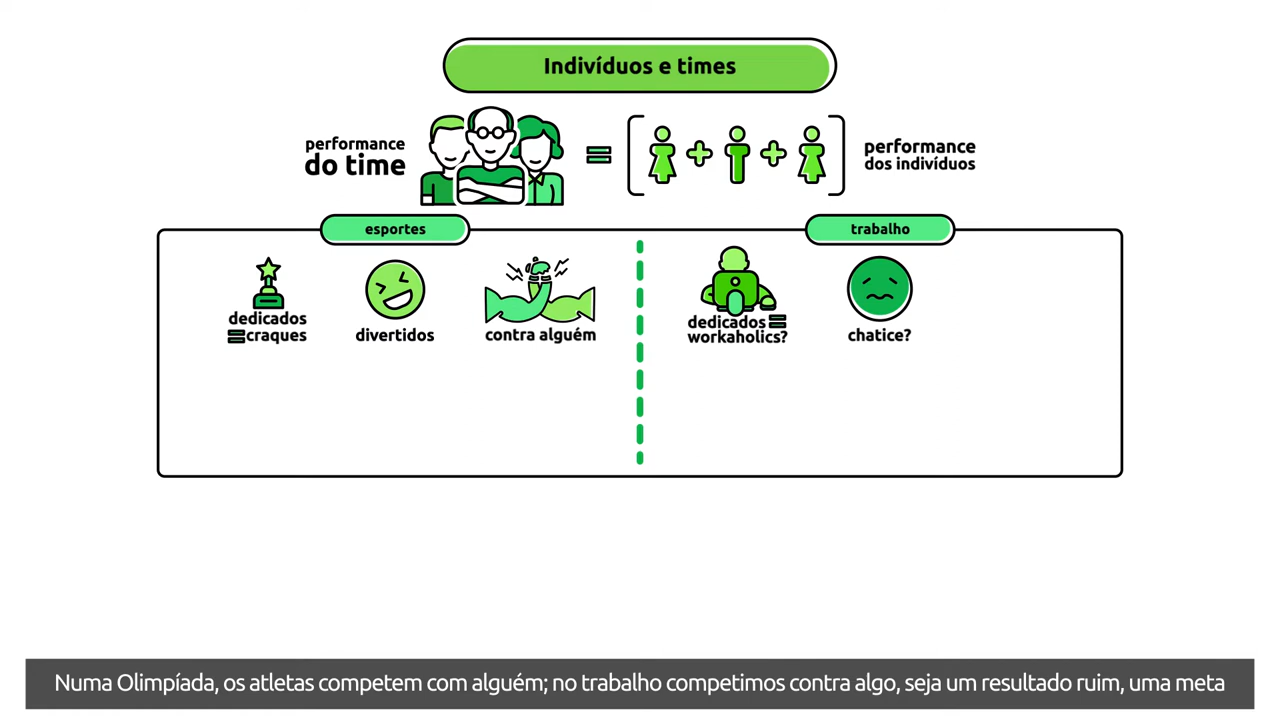 Indivíduos e times
performance
do time
performance
dos indivíduos
esportes
trabalho
dedicados
=craques
divertidos
contra alguém
dedicados =
workaholics?
chatice?
Numa Olimpíada, os atletas competem com alguém; no trabalho competimos contra algo, seja um resultado ruim, uma meta